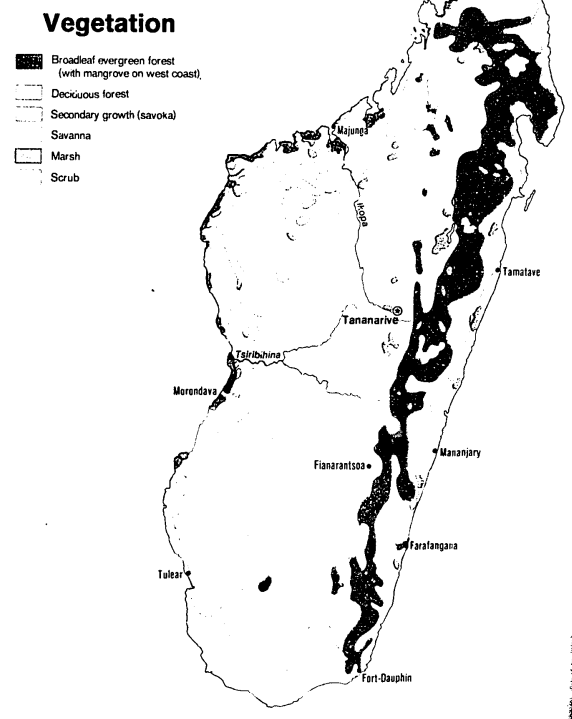 Vegetation
Broadleaf evergreen forest
(with mangrove on west coast)
Deciduous forest
Secondary growth (savoka)
Savanna
Marsh
Scrub
Majunga
Ikopa
Tamatave
Tananarive
Tsiribihina
Morondava
Mananjary
Fianarantsoa
Farafangana
Tulear
Fort-Dauphin